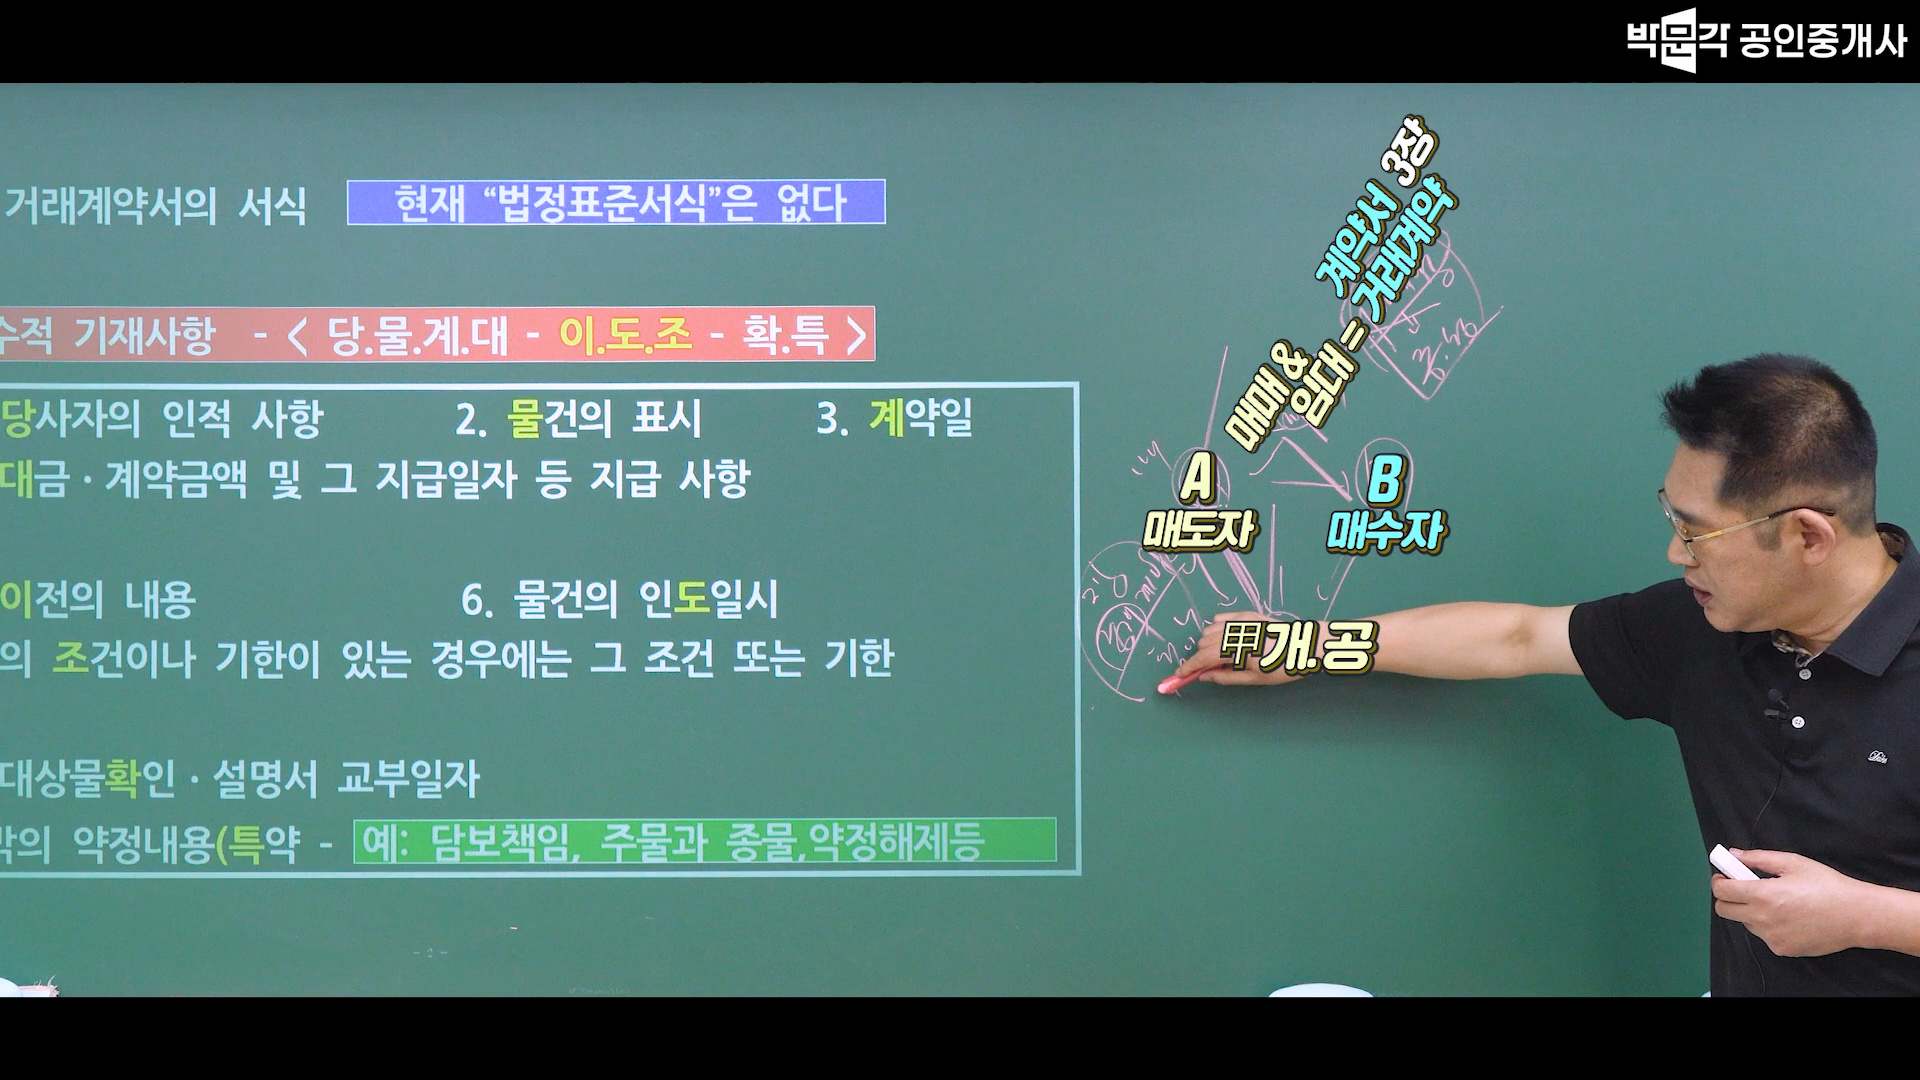 박문각 공인중개사
거래계약서의 서식 현재 “법정표준서식”은 없다
수적 기재사항 - < 당.물.계.대 - 이.도.조 - 확.특 >
당사자의 인적 사항 2. 물건의 표시 3. 계약일
대금·계약금액 및 그 지급일자 등 지급 사항
이전의 내용 6. 물건의 인도일시
의 조건이나 기한이 있는 경우에는 그 조건 또는 기한
대상물확인·설명서 교부일자
밖의 약정내용(특약 - 예: 담보책임, 주물과 종물,약정해제등
계약서 3장
매매 & 임대 = 거래계약
A
매도자
B
매수자
甲개.공